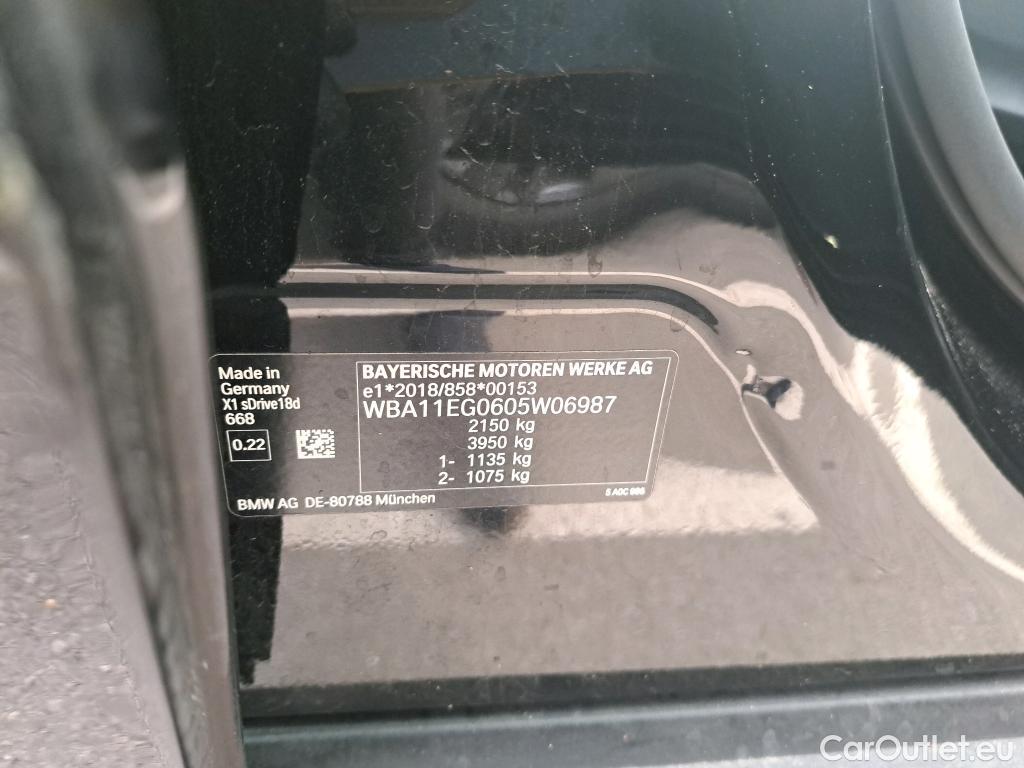 Made in
Germany
X1 sDrive18d
668
0.22
BAYERISCHE MOTOREN WERKE AG
e1*2018/858*00153
WBA11EG0605W06987
2150 kg
3950 kg
1- 1135 kg
2- 1075 kg
BMW AG DE-80788 München
CarOutlet.eu